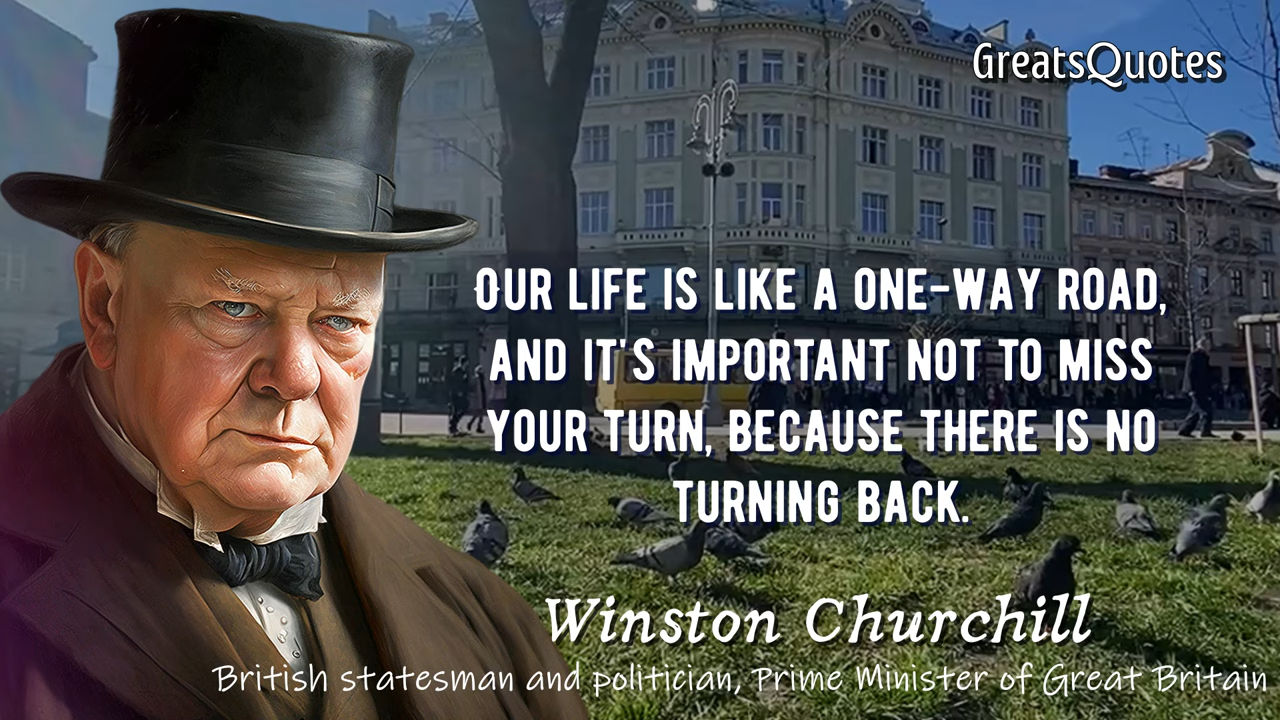 GreatsQuotes
OUR LIFE IS LIKE A ONE-WAY ROAD,
AND IT'S IMPORTANT NOT TO MISS
YOUR TURN, BECAUSE THERE IS NO
TURNING BACK.
Winston Churchill
British statesman and politician, Prime Minister of Great Britain